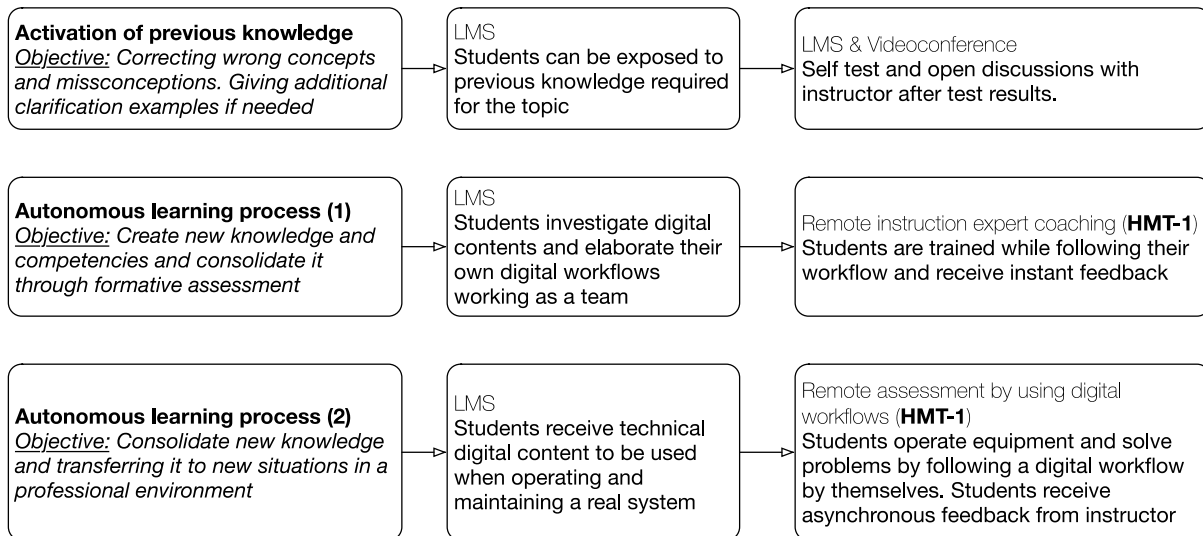 Activation of previous knowledge
Objective: Correcting wrong concepts
and missconceptions. Giving additional
clarification examples if needed
LMS
Students can be exposed to
previous knowledge required
for the topic
LMS & Videoconference
Self test and open discussions with
instructor after test results.
Autonomous learning process (1)
Objective: Create new knowledge and
competencies and consolidate it
through formative assessment
LMS
Students investigate digital
contents and elaborate their
own digital workflows
working as a team
Remote instruction expert coaching (HMT-1)
Students are trained while following their
workflow and receive instant feedback
Autonomous learning process (2)
Objective: Consolidate new knowledge
and transferring it to new situations in a
professional environment
LMS
Students receive technical
digital content to be used
when operating and
maintaining a real system
Remote assessment by using digital
workflows (HMT-1)
Students operate equipment and solve
problems by following a digital workflow
by themselves. Students receive
asynchronous feedback from instructor